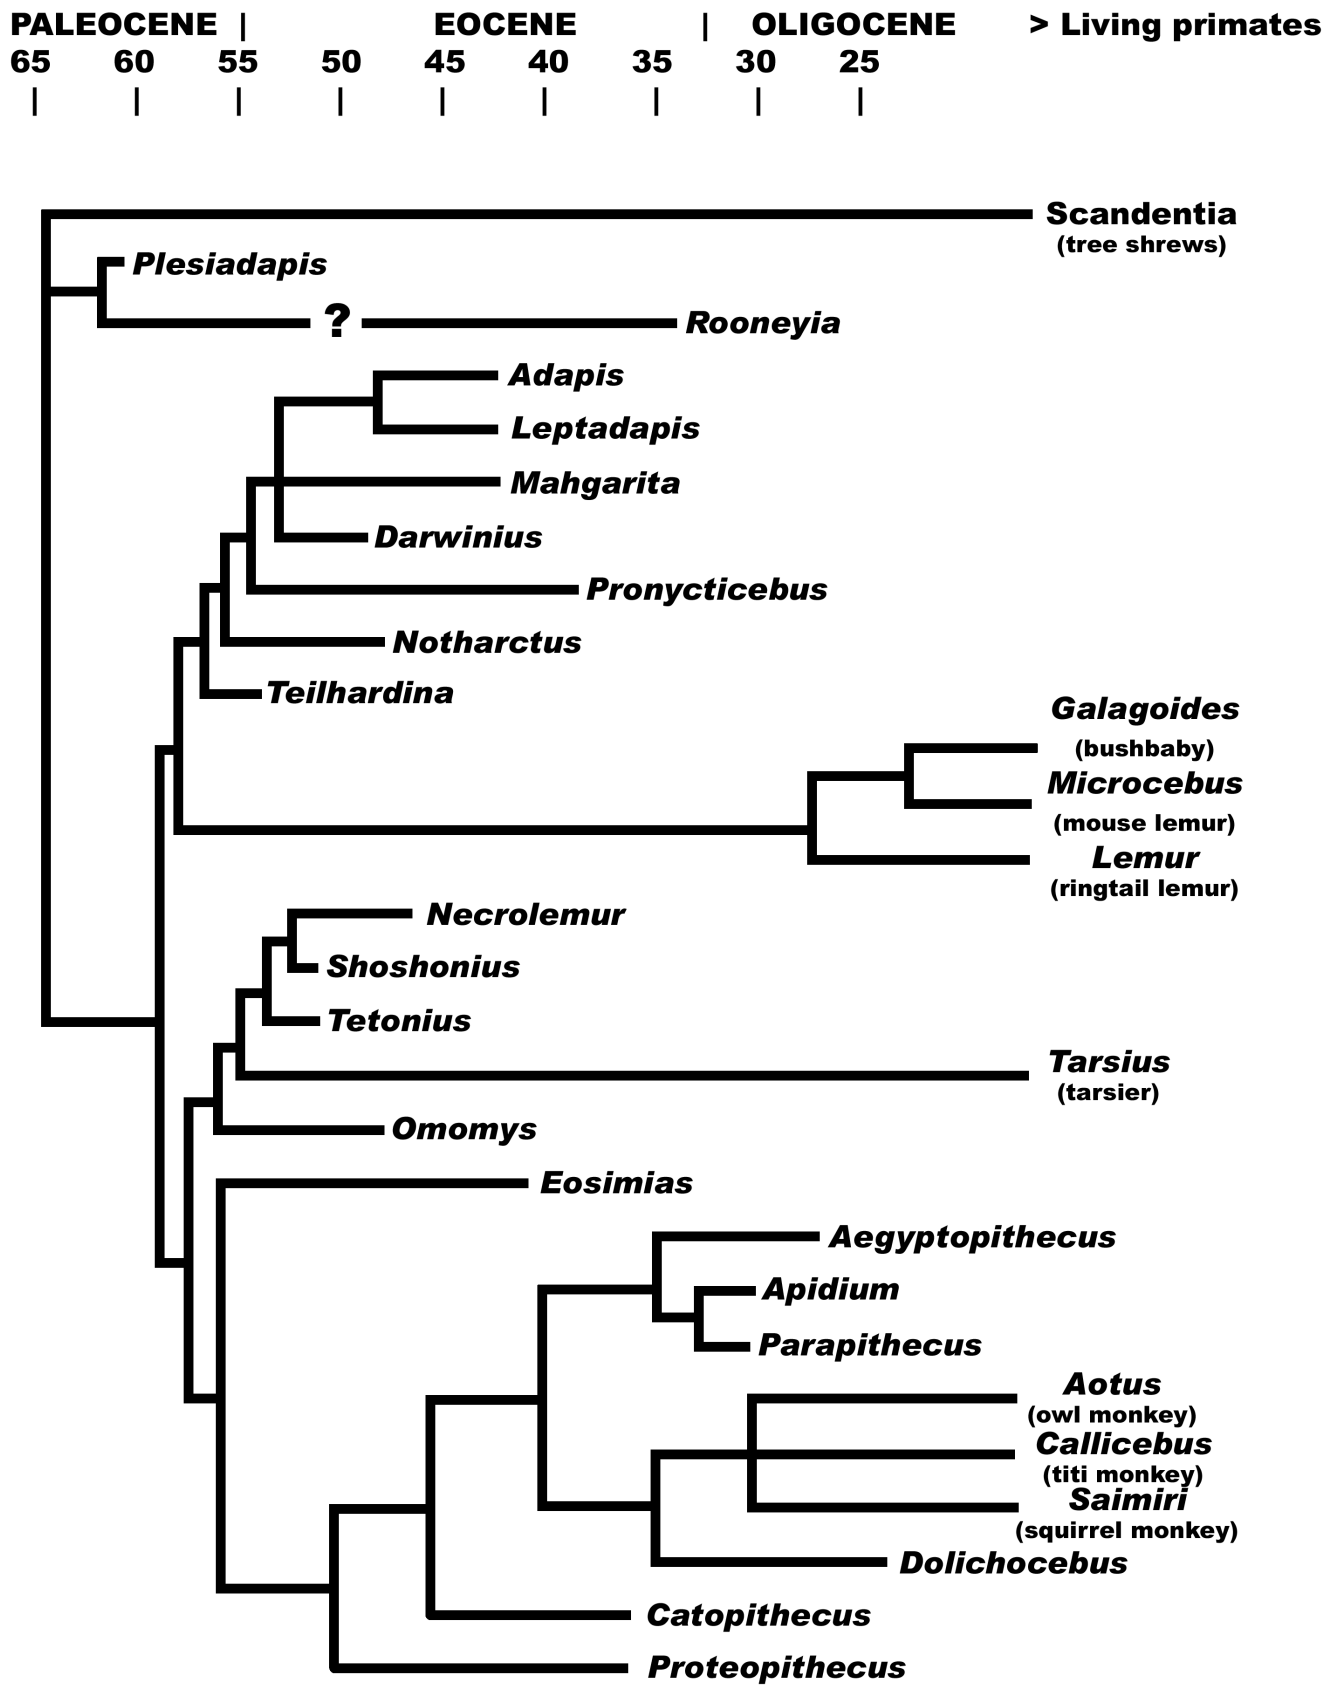 PALEOCENE | EOCENE | OLIGOCENE > Living primates
65 60 55 50 45 40 35 30 25
Scandentia
(tree shrews)
Plesiadapis
? Rooneyia
Adapis
Leptadapis
Mahgarita
Darwinius
Pronycticebus
Notharctus
Teilhardina
Galagoides
(bushbaby)
Microcebus
(mouse lemur)
Lemur
(ringtail lemur)
Necrolemur
Shoshonius
Tetonius
Tarsius
(tarsier)
Omomys
Eosimias
Aegyptopithecus
Apidium
Parapithecus
Aotus
(owl monkey)
Callicebus
(titi monkey)
Saimiri
(squirrel monkey)
Dolichocebus
Catopithecus
Proteopithecus